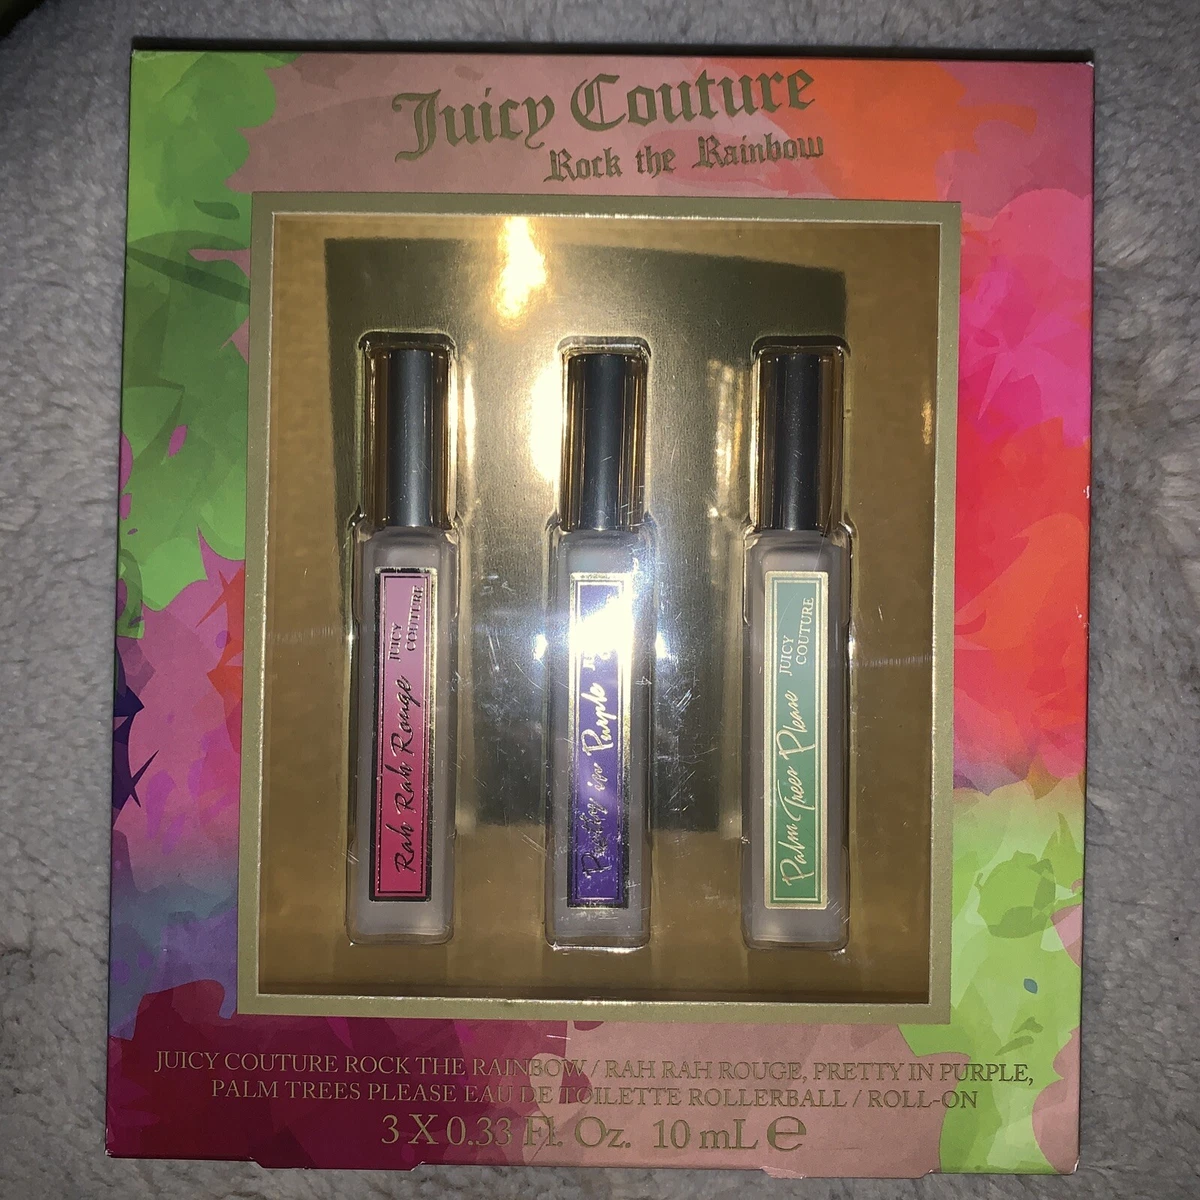 Juicy Couture
Rock the Rainbow
Rah Rah Rouge JUICY COUTURE
Pretty in Purple
Palm Trees Please JUICY COUTURE
JUICY COUTURE ROCK THE RAINBOW / RAH RAH ROUGE, PRETTY IN PURPLE,
PALM TREES PLEASE EAU DE TOILETTE ROLLERBALL / ROLL-ON
3 X 0.33 Fl. Oz. 10 mL ℮